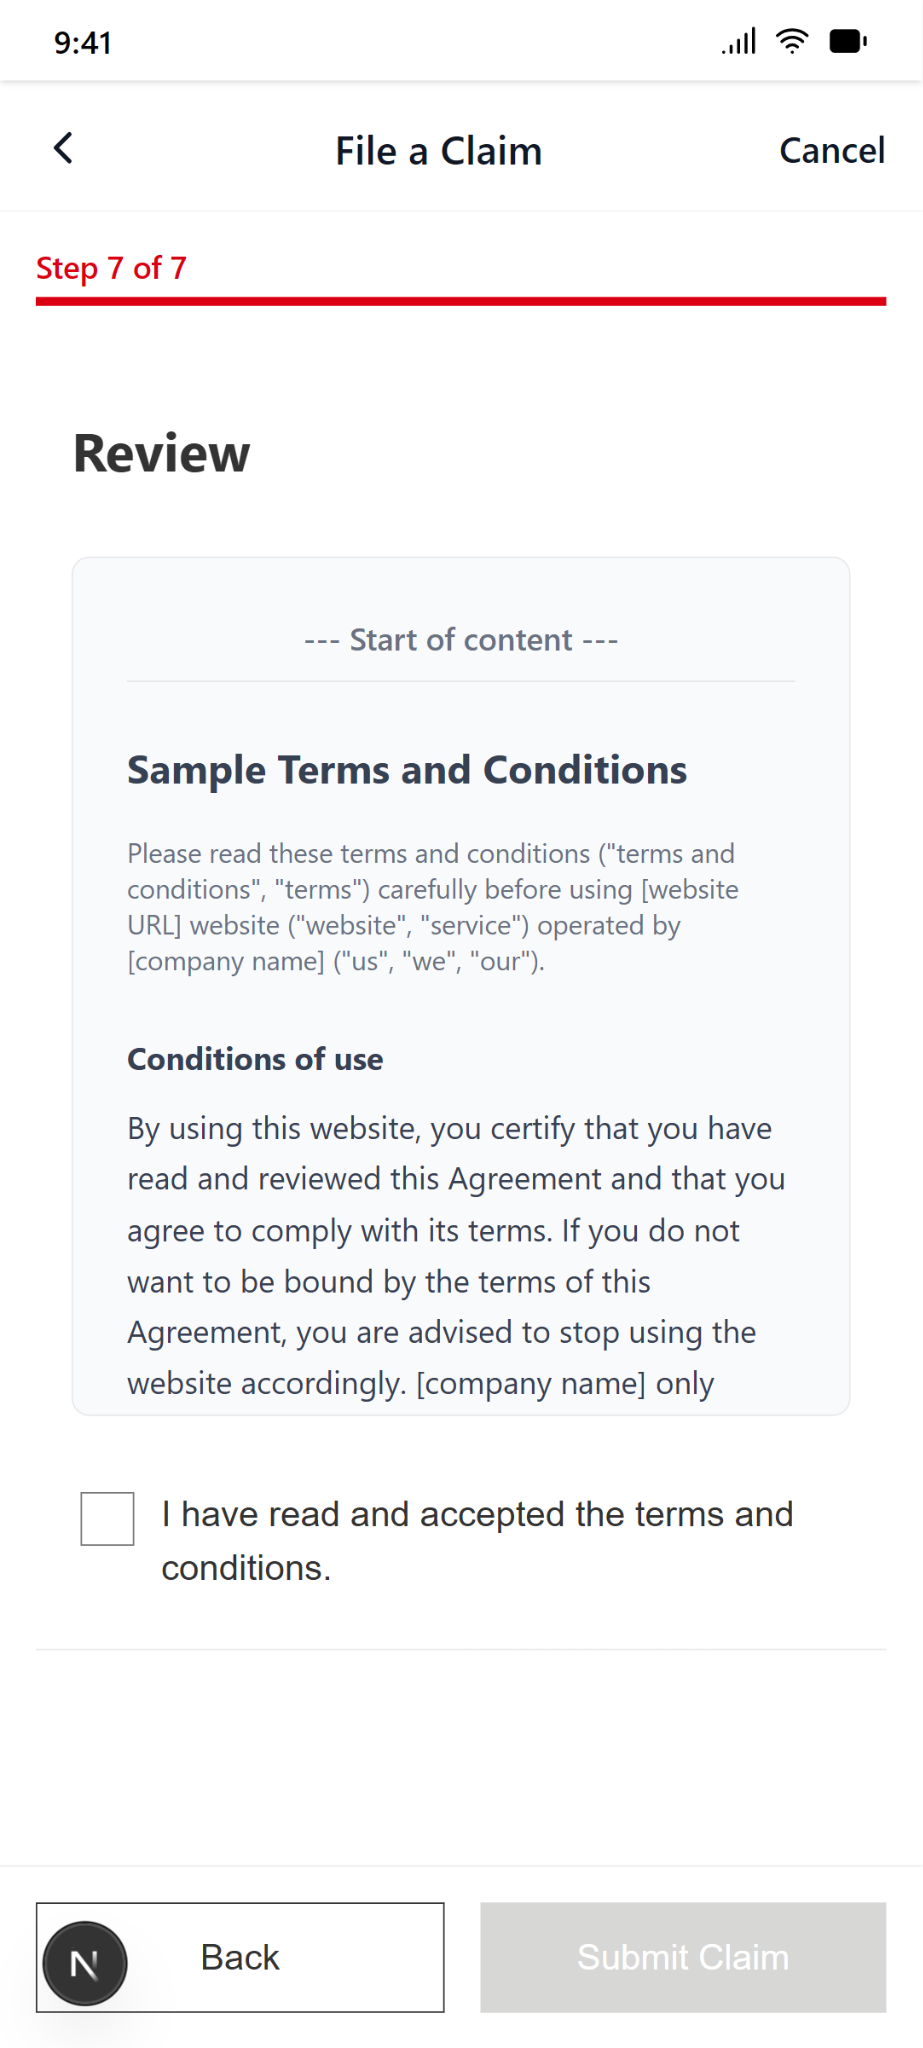 9:41
File a Claim
Cancel
Step 7 of 7
Review
--- Start of content ---
Sample Terms and Conditions
Please read these terms and conditions ("terms and
conditions", "terms") carefully before using [website
URL] website ("website", "service") operated by
[company name] ("us", "we", "our").
Conditions of use
By using this website, you certify that you have
read and reviewed this Agreement and that you
agree to comply with its terms. If you do not
want to be bound by the terms of this
Agreement, you are advised to stop using the
website accordingly. [company name] only
I have read and accepted the terms and
conditions.
N
Back
Submit Claim